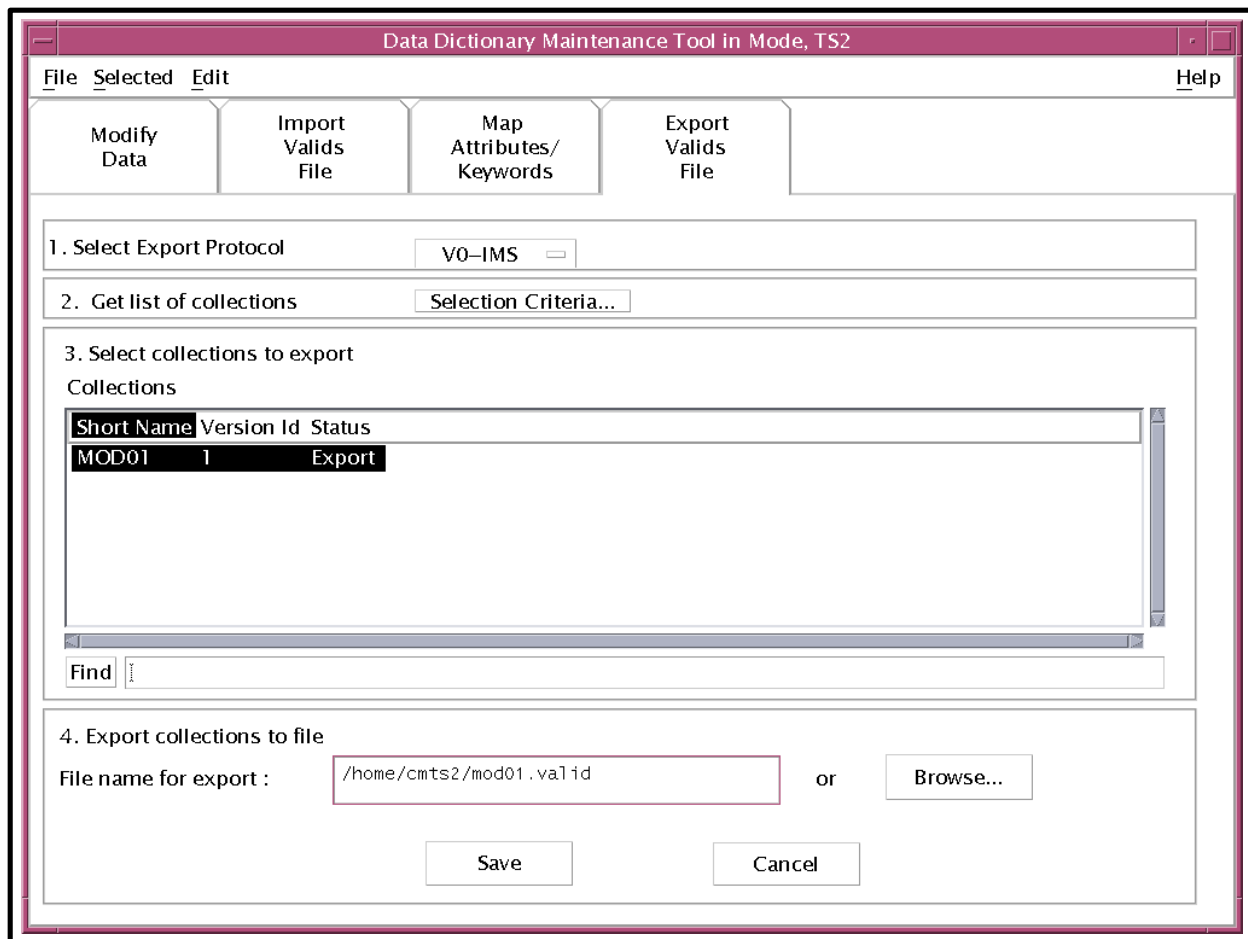 Data Dictionary Maintenance Tool in Mode, TS2
File Selected Edit Help
Modify
Data
Import
Valids
File
Map
Attributes/
Keywords
Export
Valids
File
1. Select Export Protocol V0-IMS
2. Get list of collections Selection Criteria...
3. Select collections to export
Collections
Short Name Version Id Status
MOD01 1 Export
Find
4. Export collections to file
File name for export : /home/cmts2/mod01.valid or Browse...
Save Cancel